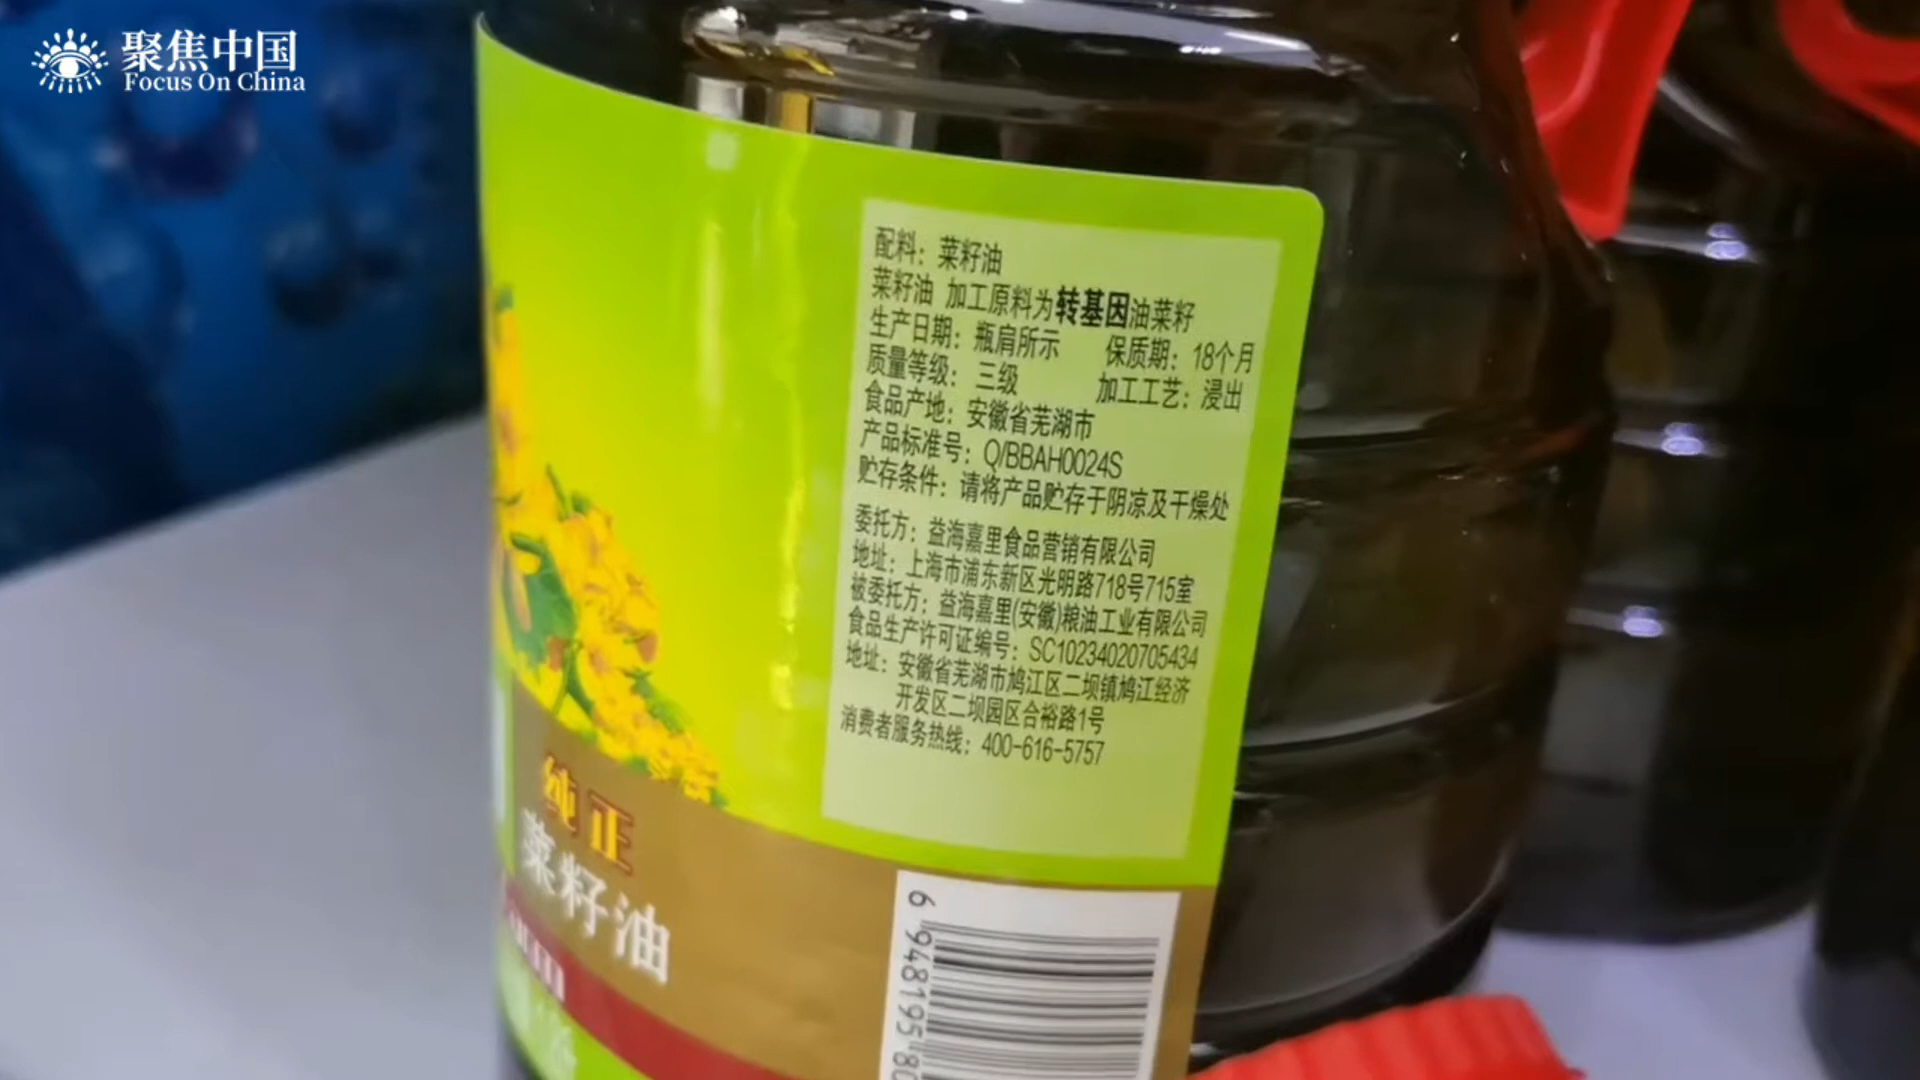 聚焦中国
Focus On China
配料：菜籽油
菜籽油 加工原料为转基因油菜籽
生产日期：瓶肩所示 保质期：18个月
质量等级：三级 加工工艺：浸出
食品产地：安徽省芜湖市
产品标准号：Q/BBAH0024S
贮存条件：请将产品贮存于阴凉及干燥处
委托方：益海嘉里食品营销有限公司
地址：上海市浦东新区光明路718号715室
被委托方：益海嘉里(安徽)粮油工业有限公司
食品生产许可证编号：SC10234020705434
地址：安徽省芜湖市鸠江区二坝镇鸠江经济
开发区二坝园区合裕路1号
消费者服务热线：400-616-5757
纯正
菜籽油
6 948195 80